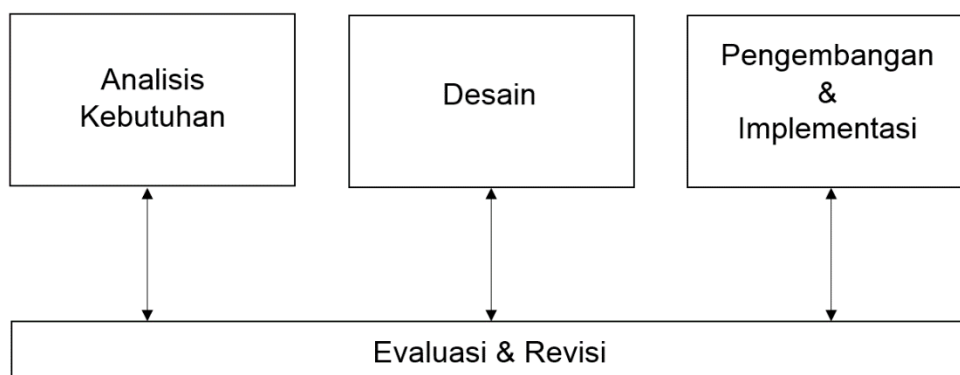 Analisis
Kebutuhan
Desain
Pengembangan
&
Implementasi
Evaluasi & Revisi